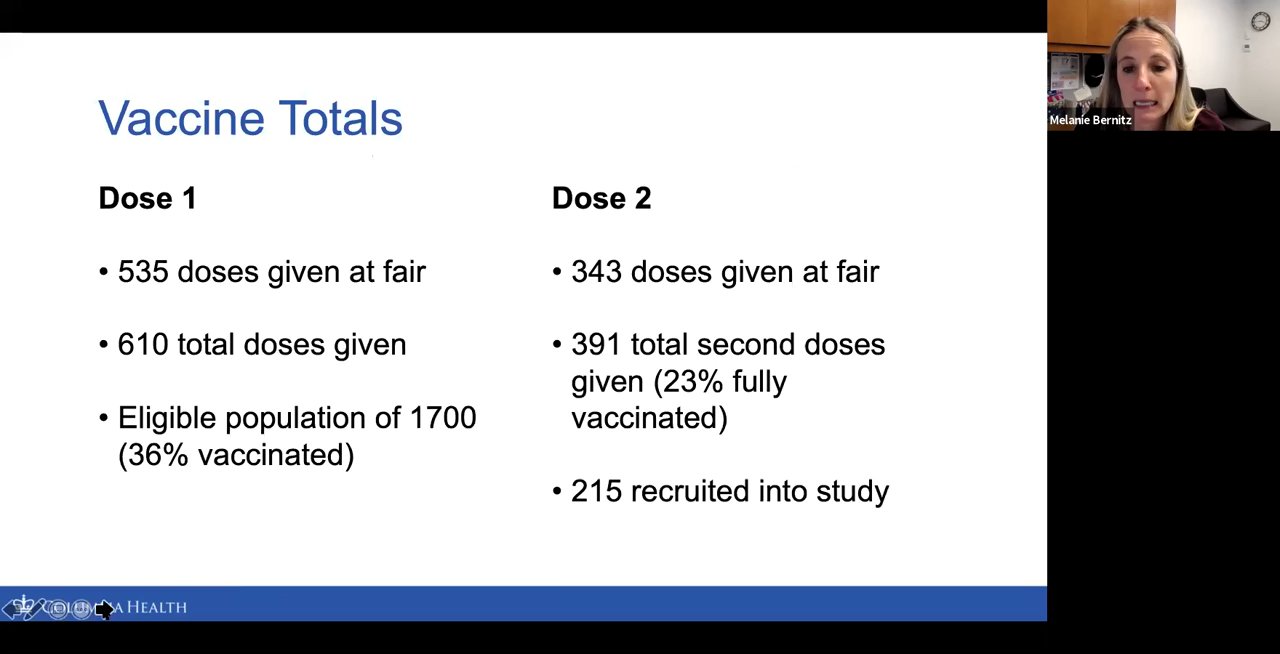 Vaccine Totals
Dose 1
• 535 doses given at fair
• 610 total doses given
• Eligible population of 1700
(36% vaccinated)
Dose 2
• 343 doses given at fair
• 391 total second doses
given (23% fully
vaccinated)
• 215 recruited into study
COLUMBIA HEALTH
Melanie Bernitz